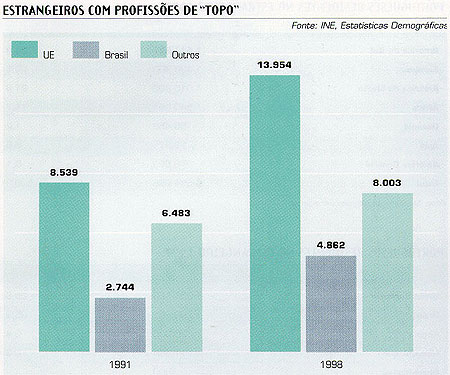 ESTRANGEIROS COM PROFISSÕES DE “TOPO”
Fonte: INE, Estatísticas Demográficas
UE Brasil Outros
13.954
8.539
8.003
6.483
4.862
2.744
1991 1998